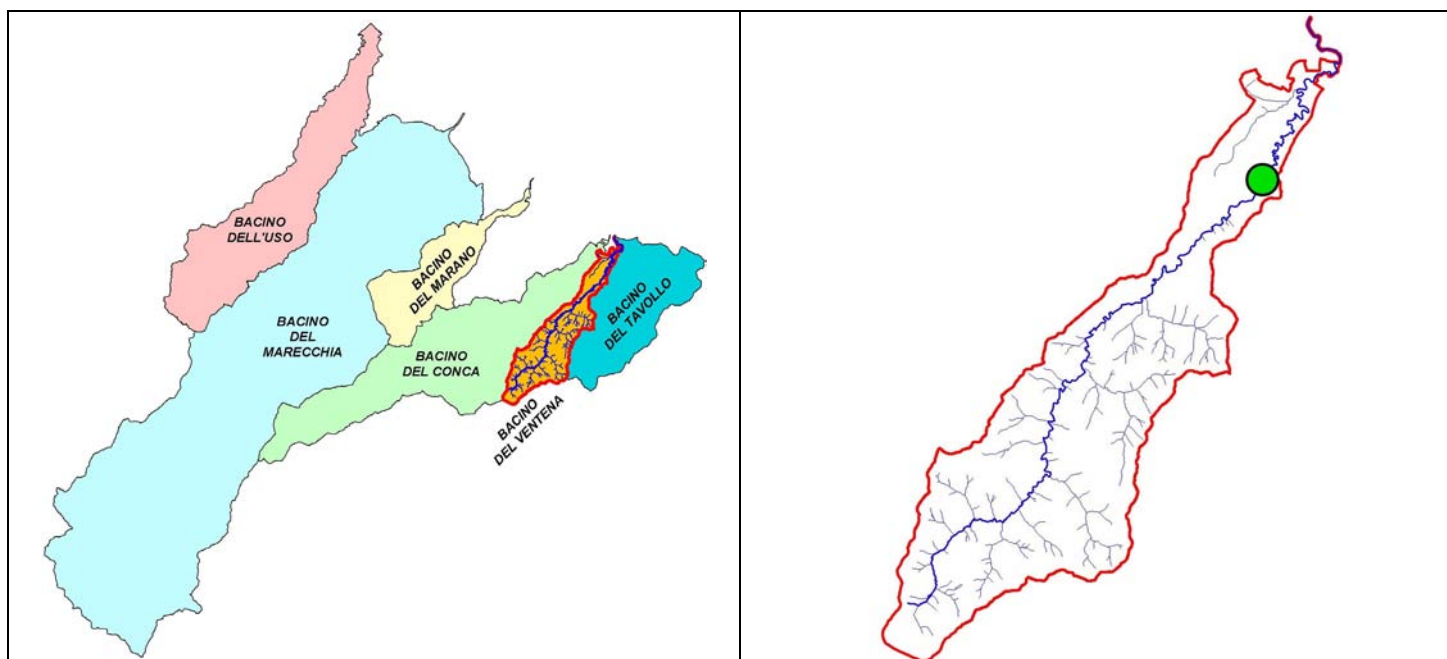 BACINO
DELL'USO
BACINO
DEL MARANO
BACINO
DEL
MARECCHIA
BACINO
DEL TAVOLLO
BACINO
DEL CONCA
BACINO
DEL VENTENA